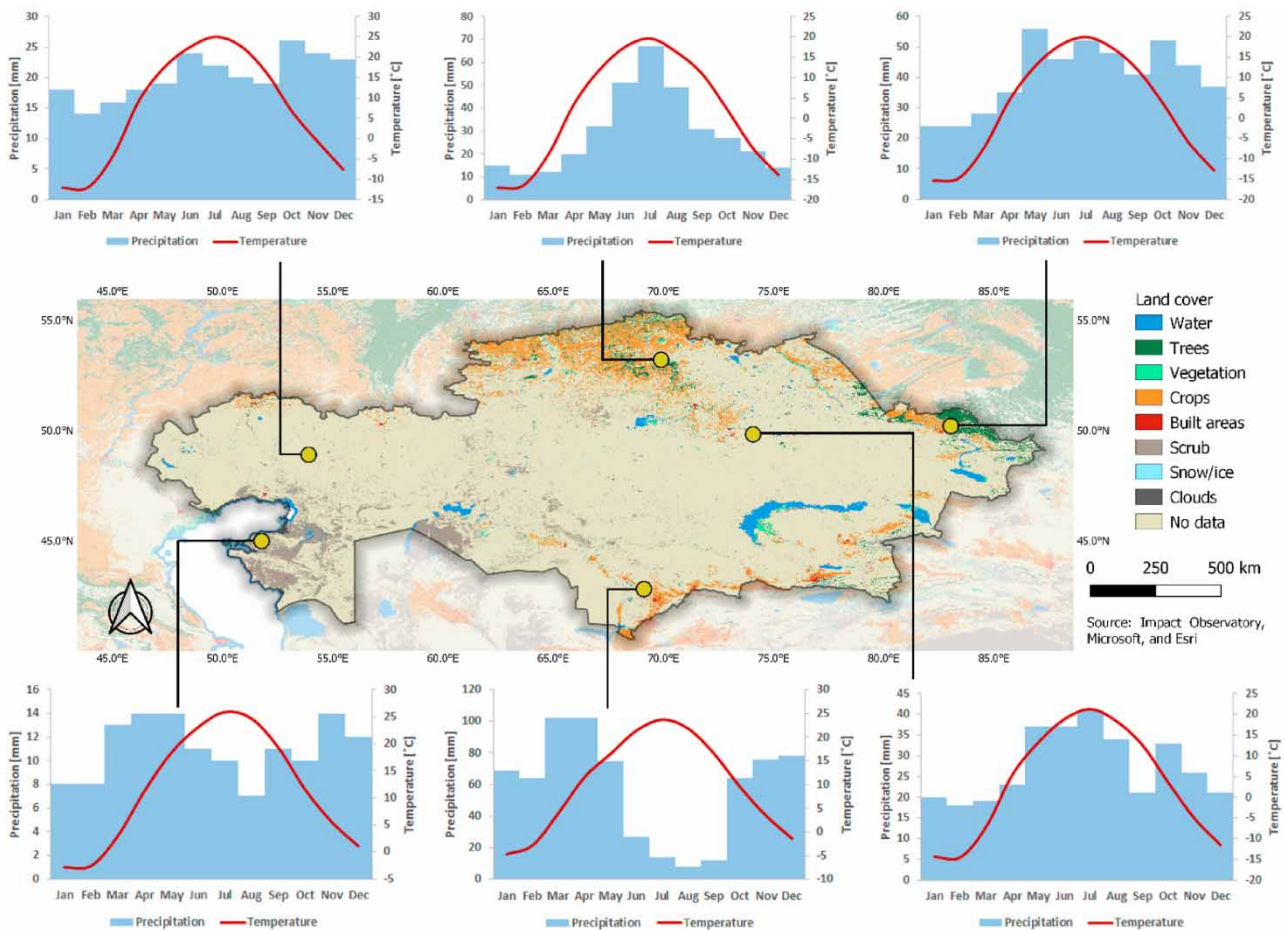 30
25
20
15
10
5
0
Precipitation [mm]
30
25
20
15
10
5
0
-5
-10
-15
Temperature [˚C]
Jan Feb Mar Apr May Jun Jul Aug Sep Oct Nov Dec
Precipitation Temperature
80
70
60
50
40
30
20
10
0
Precipitation [mm]
25
20
15
10
5
0
-5
-10
-15
-20
Temperature [˚C]
Jan Feb Mar Apr May Jun Jul Aug Sep Oct Nov Dec
Precipitation Temperature
60
50
40
30
20
10
0
Precipitation [mm]
25
20
15
10
5
0
-5
-10
-15
-20
Temperature [˚C]
Jan Feb Mar Apr May Jun Jul Aug Sep Oct Nov Dec
Precipitation Temperature
45.0°E 50.0°E 55.0°E 60.0°E 65.0°E 70.0°E 75.0°E 80.0°E 85.0°E
55.0°N
50.0°N
45.0°N
55.0°N
50.0°N
45.0°N
45.0°E 50.0°E 55.0°E 60.0°E 65.0°E 70.0°E 75.0°E 80.0°E 85.0°E
Land cover
Water
Trees
Vegetation
Crops
Built areas
Scrub
Snow/ice
Clouds
No data
0 250 500 km
Source: Impact Observatory,
Microsoft, and Esri
16
14
12
10
8
6
4
2
0
Precipitation [mm]
30
25
20
15
10
5
0
-5
Temperature [˚C]
Jan Feb Mar Apr May Jun Jul Aug Sep Oct Nov Dec
Precipitation Temperature
120
100
80
60
40
20
0
Precipitation [mm]
30
25
20
15
10
5
0
-5
-10
Temperature [˚C]
Jan Feb Mar Apr May Jun Jul Aug Sep Oct Nov Dec
Precipitation Temperature
45
40
35
30
25
20
15
10
5
0
Precipitation [mm]
25
20
15
10
5
0
-5
-10
-15
-20
Temperature [˚C]
Jan Feb Mar Apr May Jun Jul Aug Sep Oct Nov Dec
Precipitation Temperature